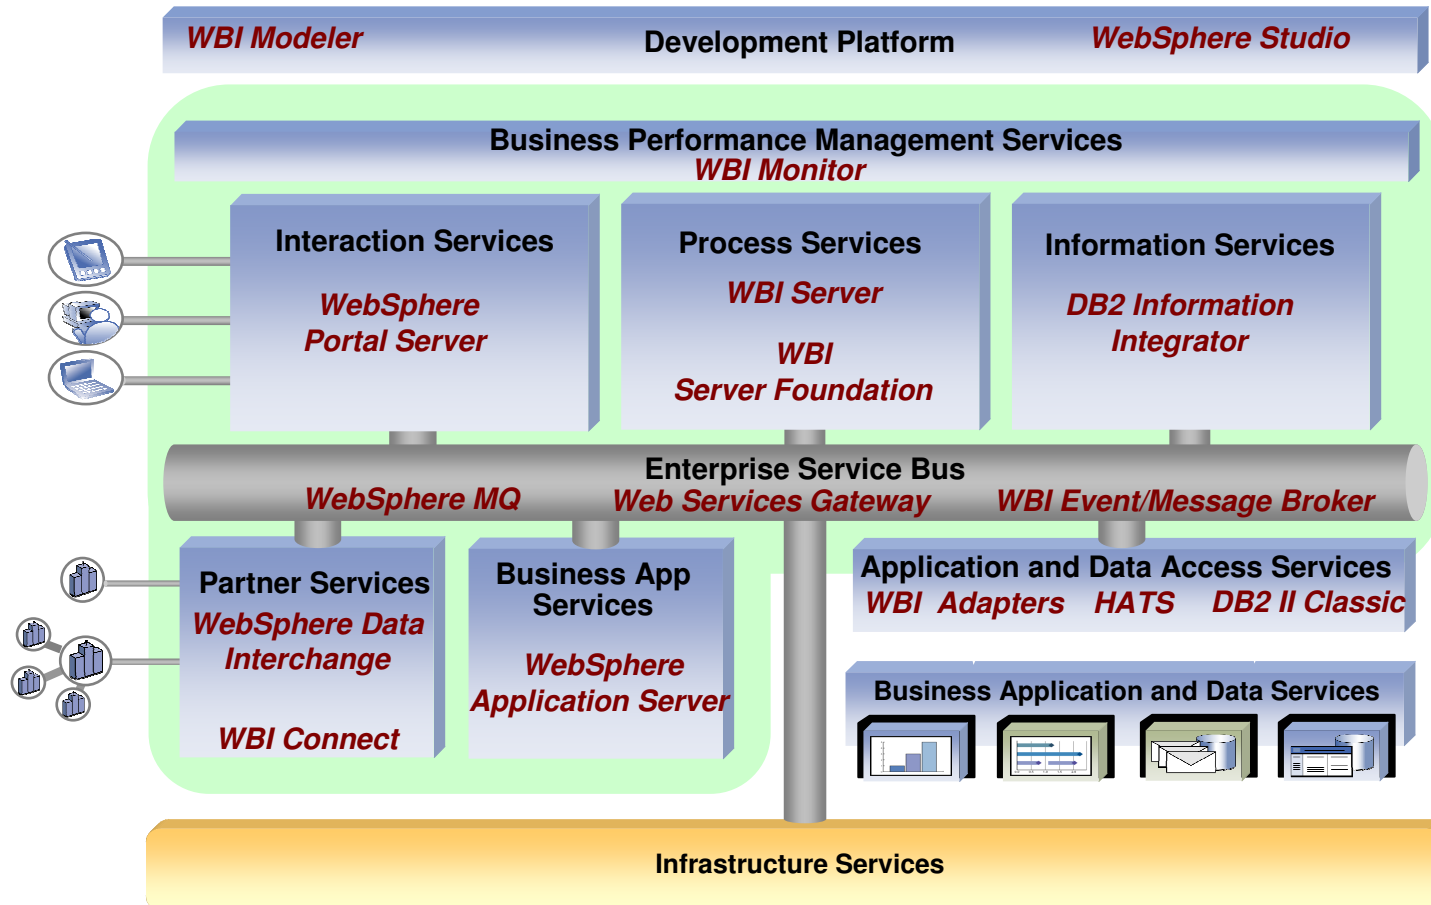 WBI Modeler Development Platform WebSphere Studio
Business Performance Management Services
WBI Monitor
Interaction Services
WebSphere
Portal Server
Process Services
WBI Server
WBI
Server Foundation
Information Services
DB2 Information
Integrator
Enterprise Service Bus
WebSphere MQ Web Services Gateway WBI Event/Message Broker
Partner Services
WebSphere Data
Interchange
WBI Connect
Business App
Services
WebSphere
Application Server
Application and Data Access Services
WBI Adapters HATS DB2 II Classic
Business Application and Data Services
Infrastructure Services